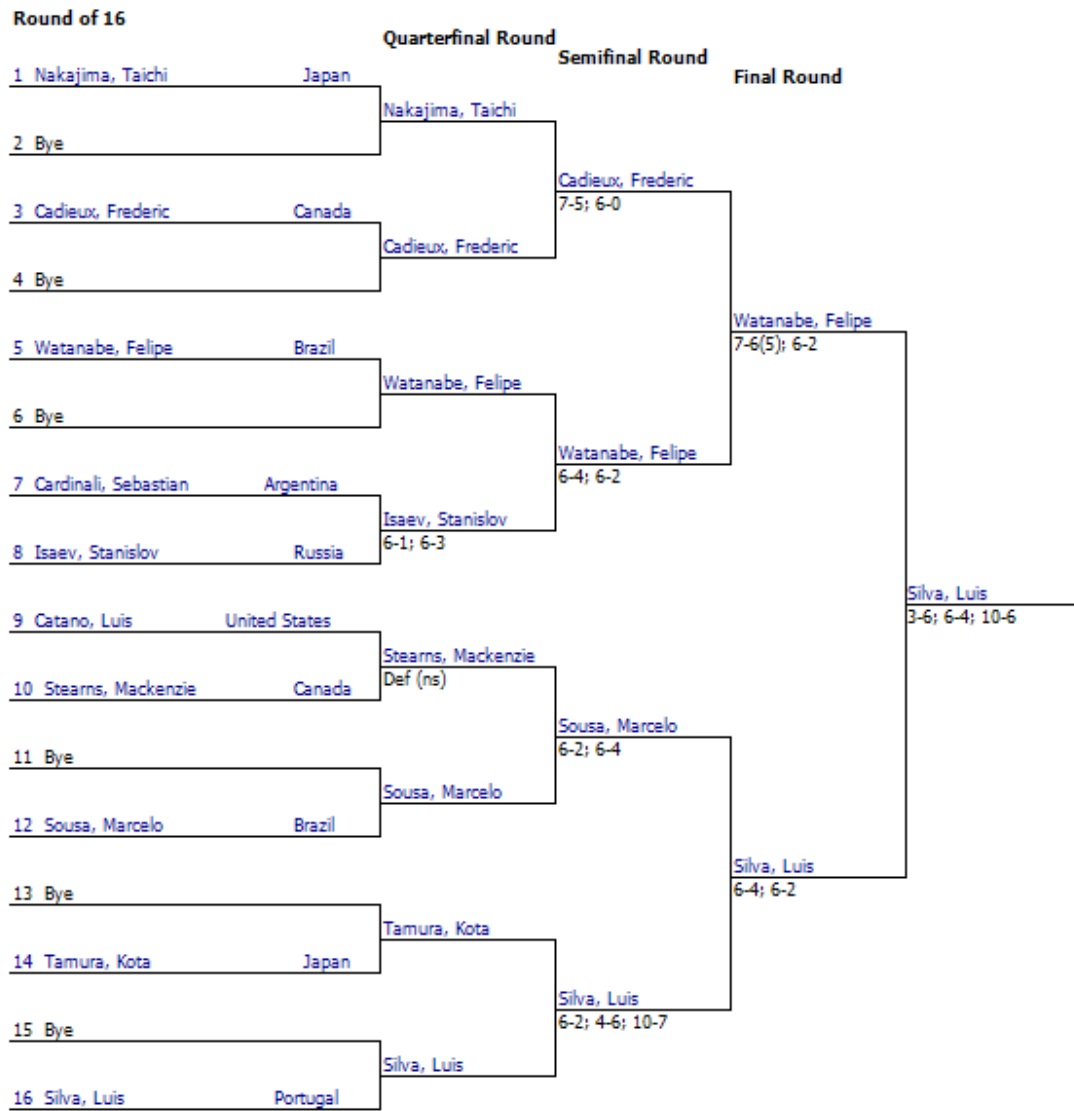 Round of 16
Quarterfinal Round
Semifinal Round
Final Round
1 Nakajima, Taichi Japan
Nakajima, Taichi
2 Bye
Cadieux, Frederic
7-5; 6-0
3 Cadieux, Frederic Canada
Cadieux, Frederic
4 Bye
Watanabe, Felipe
7-6(5); 6-2
5 Watanabe, Felipe Brazil
Watanabe, Felipe
6 Bye
Watanabe, Felipe
6-4; 6-2
7 Cardinali, Sebastian Argentina
Isaev, Stanislov
6-1; 6-3
8 Isaev, Stanislov Russia
Silva, Luis
3-6; 6-4; 10-6
9 Catano, Luis United States
Stearns, Mackenzie
Def (ns)
10 Stearns, Mackenzie Canada
Sousa, Marcelo
6-2; 6-4
11 Bye
Sousa, Marcelo
12 Sousa, Marcelo Brazil
Silva, Luis
6-4; 6-2
13 Bye
Tamura, Kota
14 Tamura, Kota Japan
Silva, Luis
6-2; 4-6; 10-7
15 Bye
Silva, Luis
16 Silva, Luis Portugal